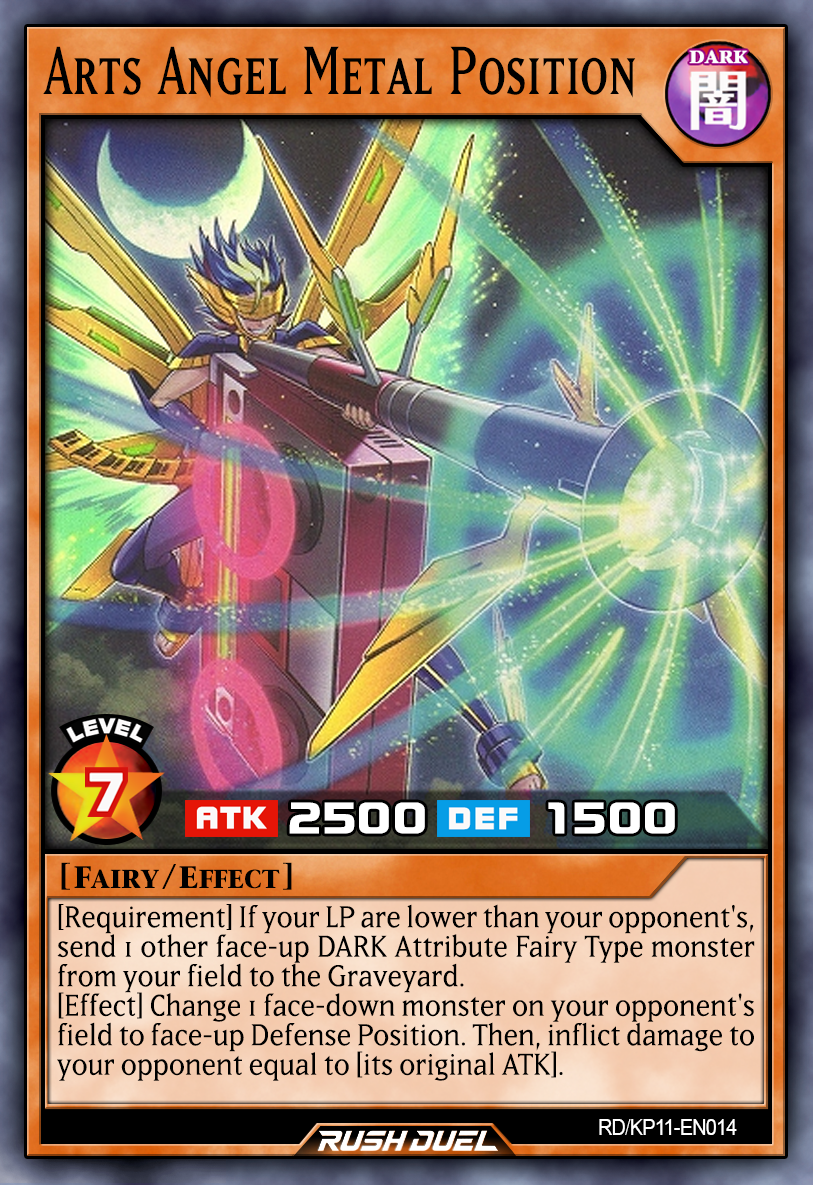 Arts Angel Metal Position
DARK
闇
LEVEL
7
ATK 2500 DEF 1500
[Fairy/Effect]
[Requirement] If your LP are lower than your opponent's,
send 1 other face-up DARK Attribute Fairy Type monster
from your field to the Graveyard.
[Effect] Change 1 face-down monster on your opponent's
field to face-up Defense Position. Then, inflict damage to
your opponent equal to [its original ATK].
RD/KP11-EN014
RUSH DUEL